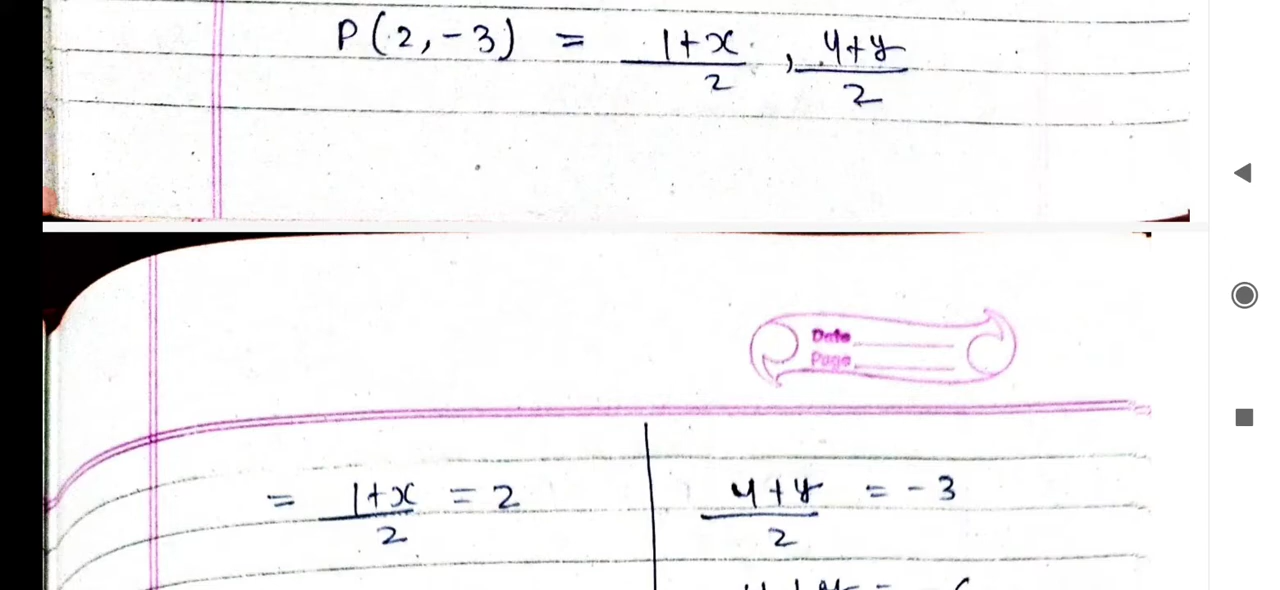 P(2,-3) = 1+x/2 , 4+y/2
Date
Page
= 1+x/2 = 2
4+y/2 = -3